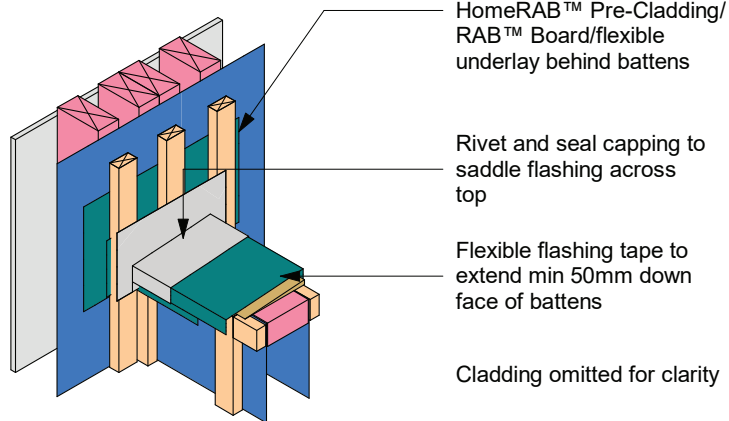 HomeRAB™ Pre-Cladding/
RAB™ Board/flexible
underlay behind battens
Rivet and seal capping to
saddle flashing across
top
Flexible flashing tape to
extend min 50mm down
face of battens
Cladding omitted for clarity